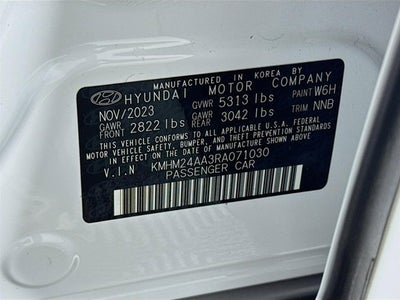 MANUFACTURED IN KOREA BY
HYUNDAI MOTOR COMPANY
NOV/2023 GVWR 5313 lbs PAINT W6H
GAWR FRONT 2822 lbs GAWR REAR 3042 lbs TRIM NNB
THIS VEHICLE CONFORMS TO ALL APPLICABLE U.S. FEDERAL
MOTOR VEHICLE SAFETY AND THEFT PREVENTION STANDARDS
IN EFFECT ON THE DATE OF MANUFACTURE SHOWN ABOVE.
V.I.N KMHM24AA3RA071030
PASSENGER CAR